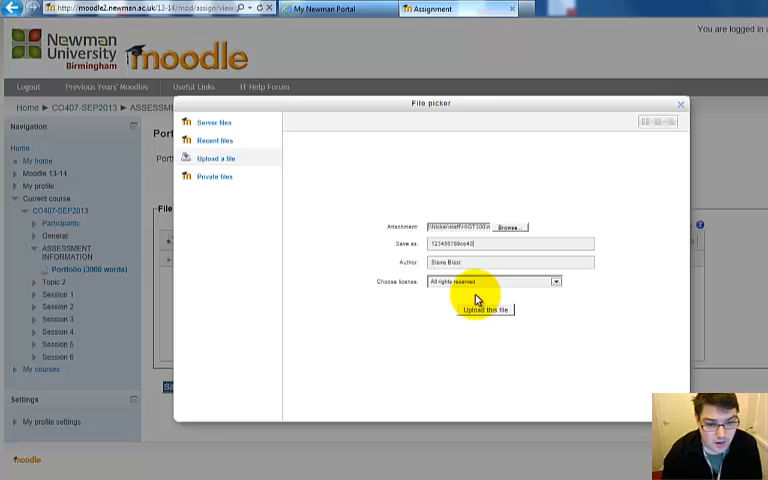 http://moodle2.newman.ac.uk/13-14/mod/assign/view
My Newman Portal
Assignment
Newman
University
Birmingham
moodle
You are logged in
Logout
Previous Years' Moodles
Useful Links
IT Help Forum
Home ▶ CO407-SEP2013 ▶ ASSESSM
File picker
Navigation
Home
My home
Moodle 13-14
My profile
Current course
CO407-SEP2013
Participants
General
ASSESSMENT
INFORMATION
Portfolio (3000 words)
Topic 2
Session 1
Session 2
Session 3
Session 4
Session 5
Session 6
My courses
Settings
My profile settings
moodle
Port
Portf
File
Server files
Recent files
Upload a file
Private files
Attachment:
Browse...
Save as:
Author: Steve Blast
Choose license: All rights reserved
Upload this file